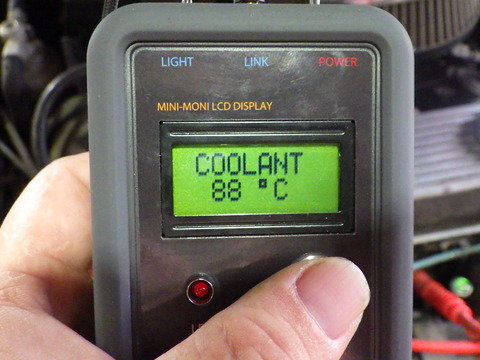 LIGHT LINK POWER
MINI-MONI LCD DISPLAY
COOLANT
88 °C